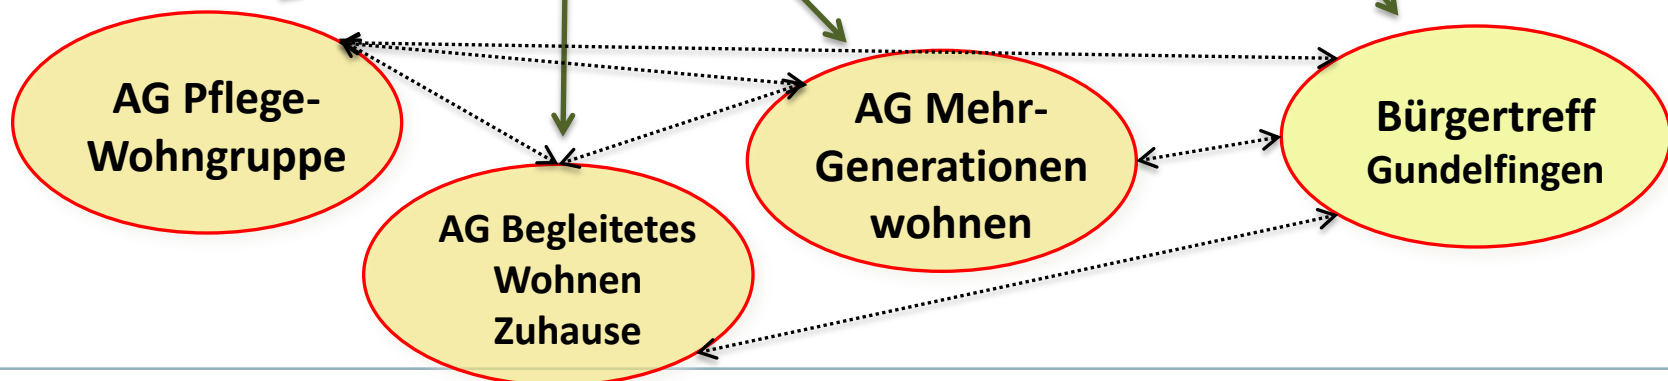 AG Pflege-
Wohngruppe
AG Begleitetes
Wohnen
Zuhause
AG Mehr-
Generationen
wohnen
Bürgertreff
Gundelfingen